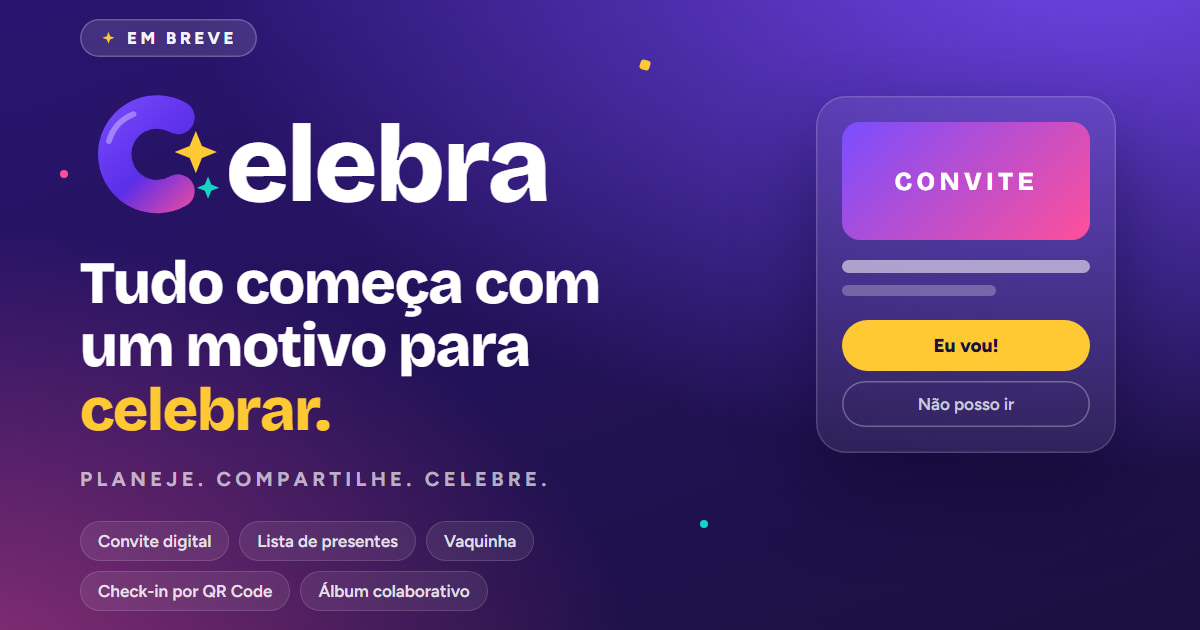 EM BREVE
Celebra
Tudo começa com
um motivo para
celebrar.
PLANEJE. COMPARTILHE. CELEBRE.
Convite digital
Lista de presentes
Vaquinha
Check-in por QR Code
Álbum colaborativo
CONVITE
Eu vou!
Não posso ir